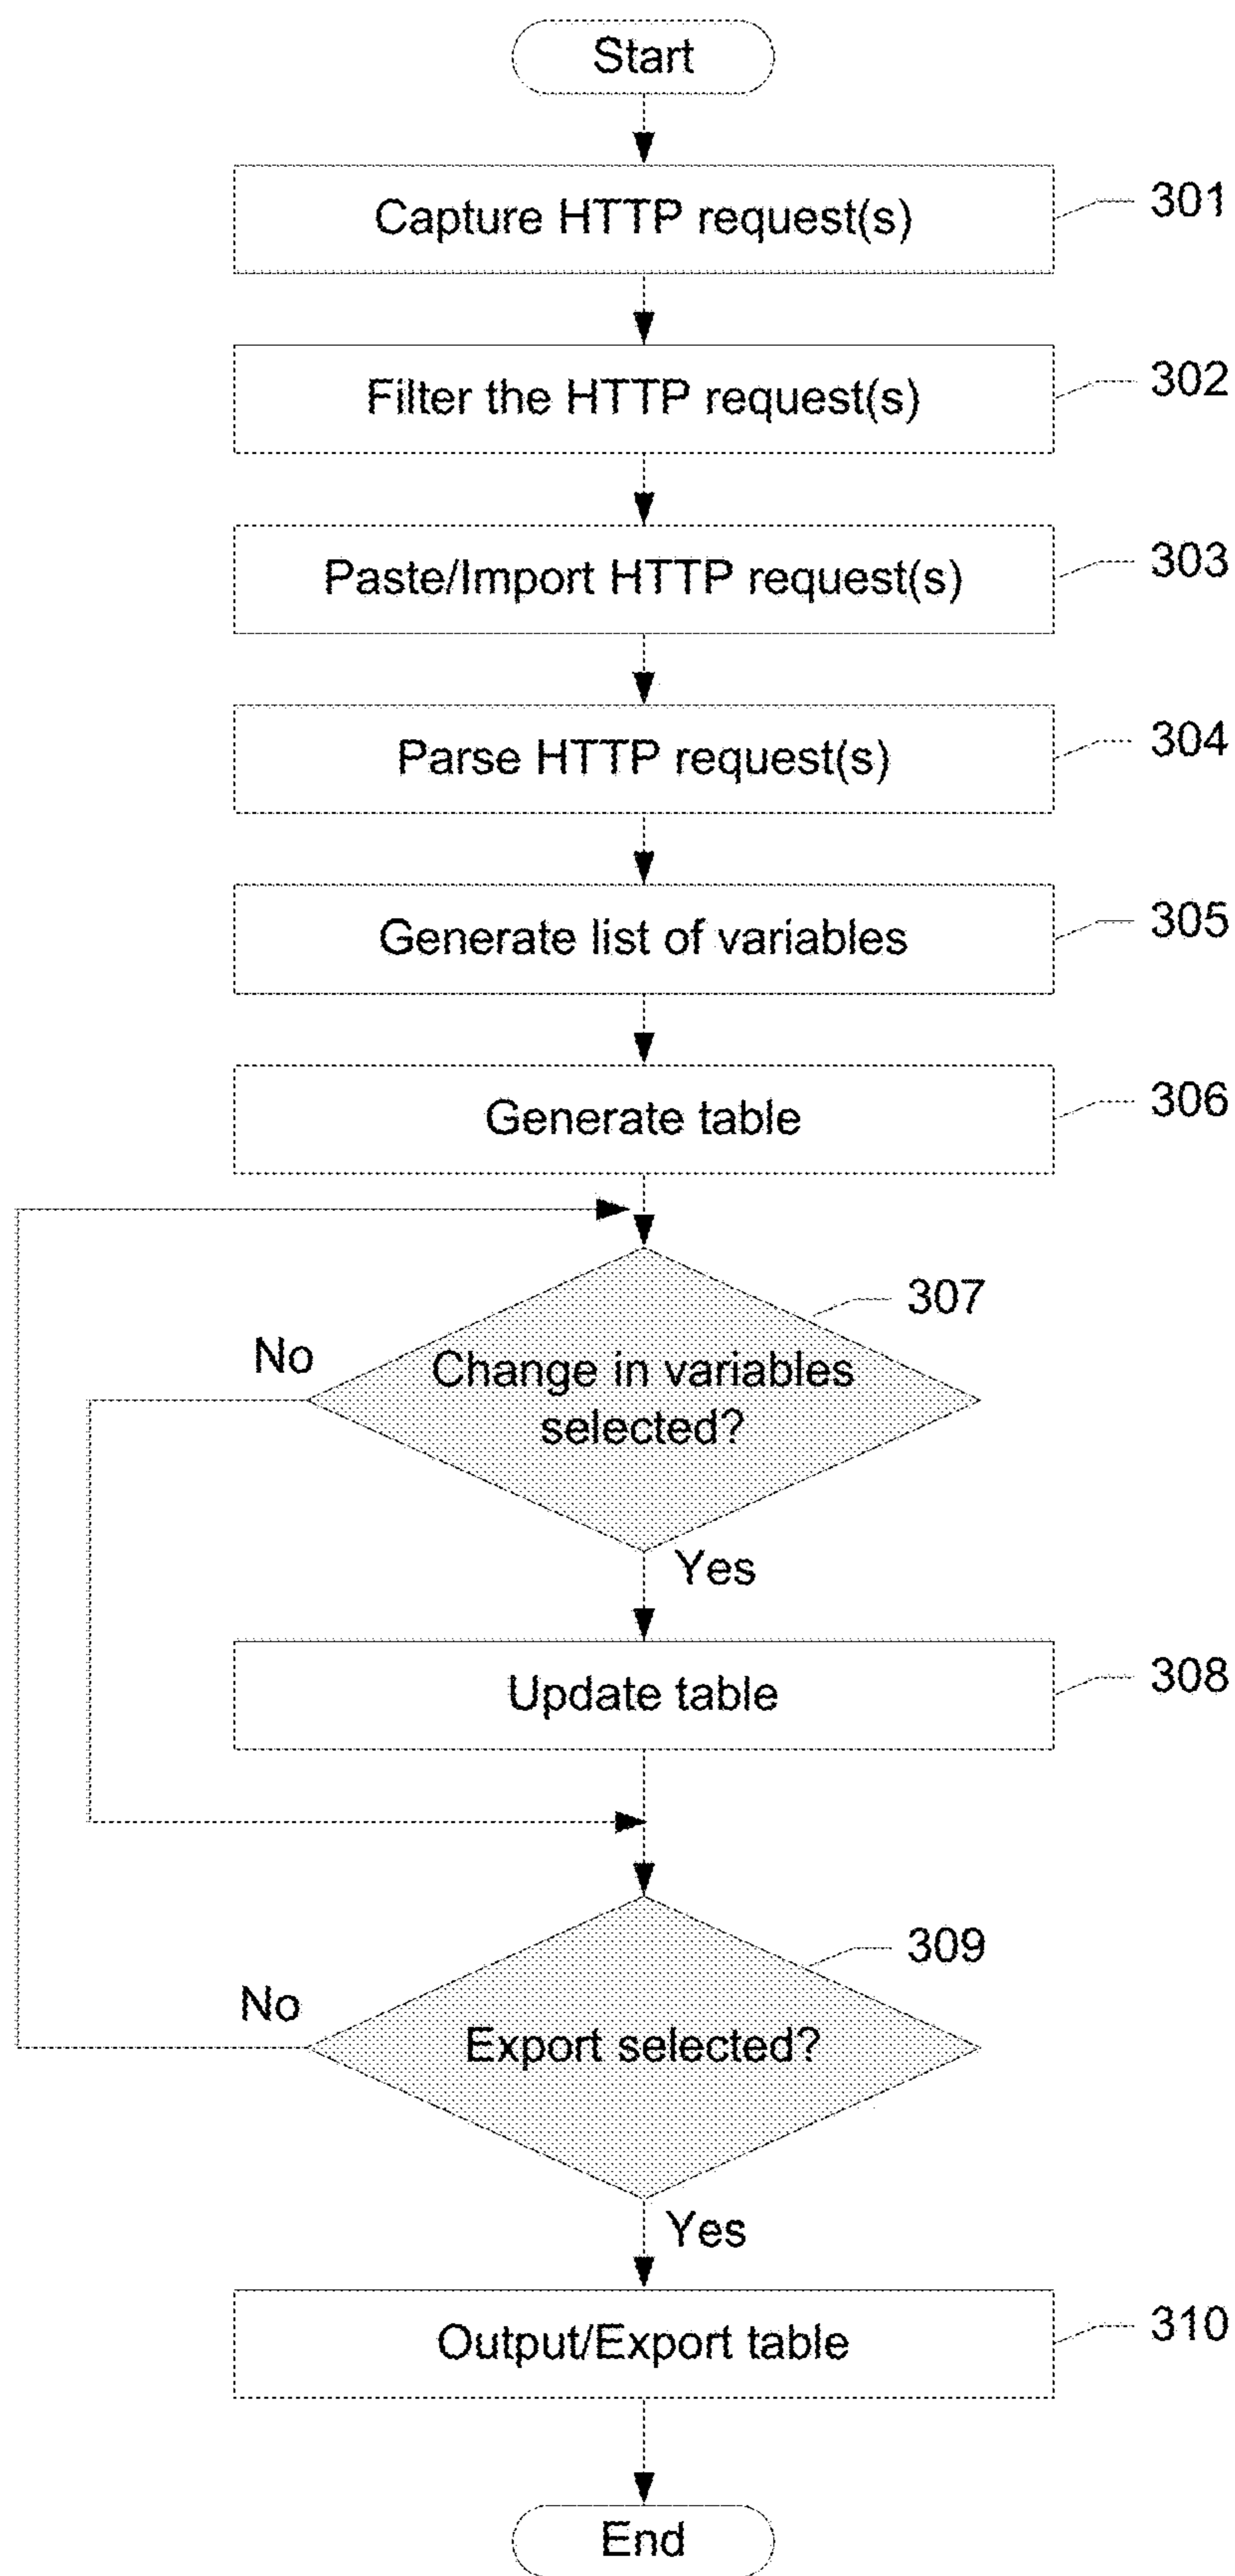 Start
Capture HTTP request(s)
301
Filter the HTTP request(s)
302
Paste/Import HTTP request(s)
303
Parse HTTP request(s)
304
Generate list of variables
305
Generate table
306
307
No
Change in variables
selected?
Yes
Update table
308
309
No
Export selected?
Yes
Output/Export table
310
End